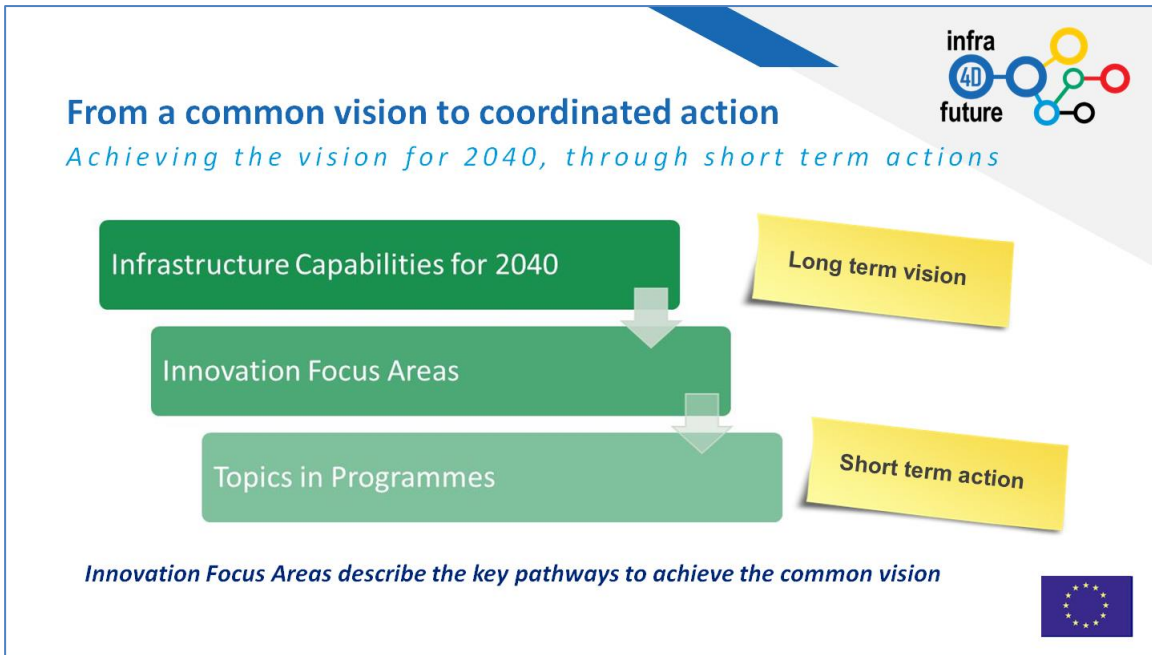 infra
4D
future
From a common vision to coordinated action
Achieving the vision for 2040, through short term actions
Infrastructure Capabilities for 2040
Long term vision
Innovation Focus Areas
Topics in Programmes
Short term action
Innovation Focus Areas describe the key pathways to achieve the common vision